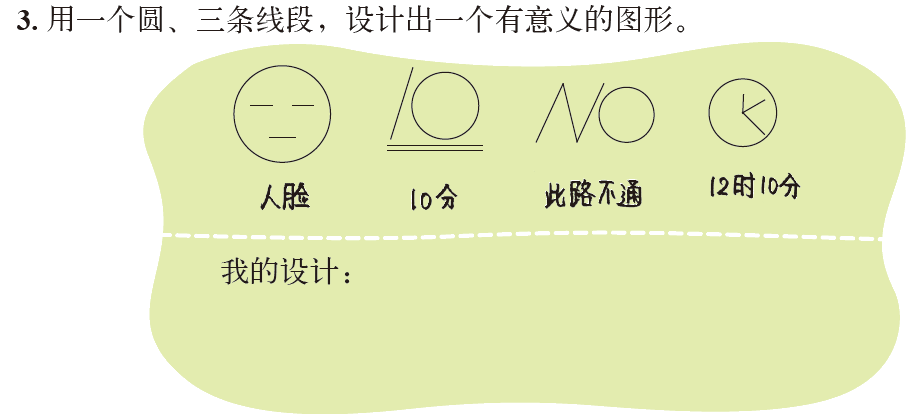 3. 用一个圆、三条线段，设计出一个有意义的图形。
人脸 10分 此路不通 12时10分
我的设计：